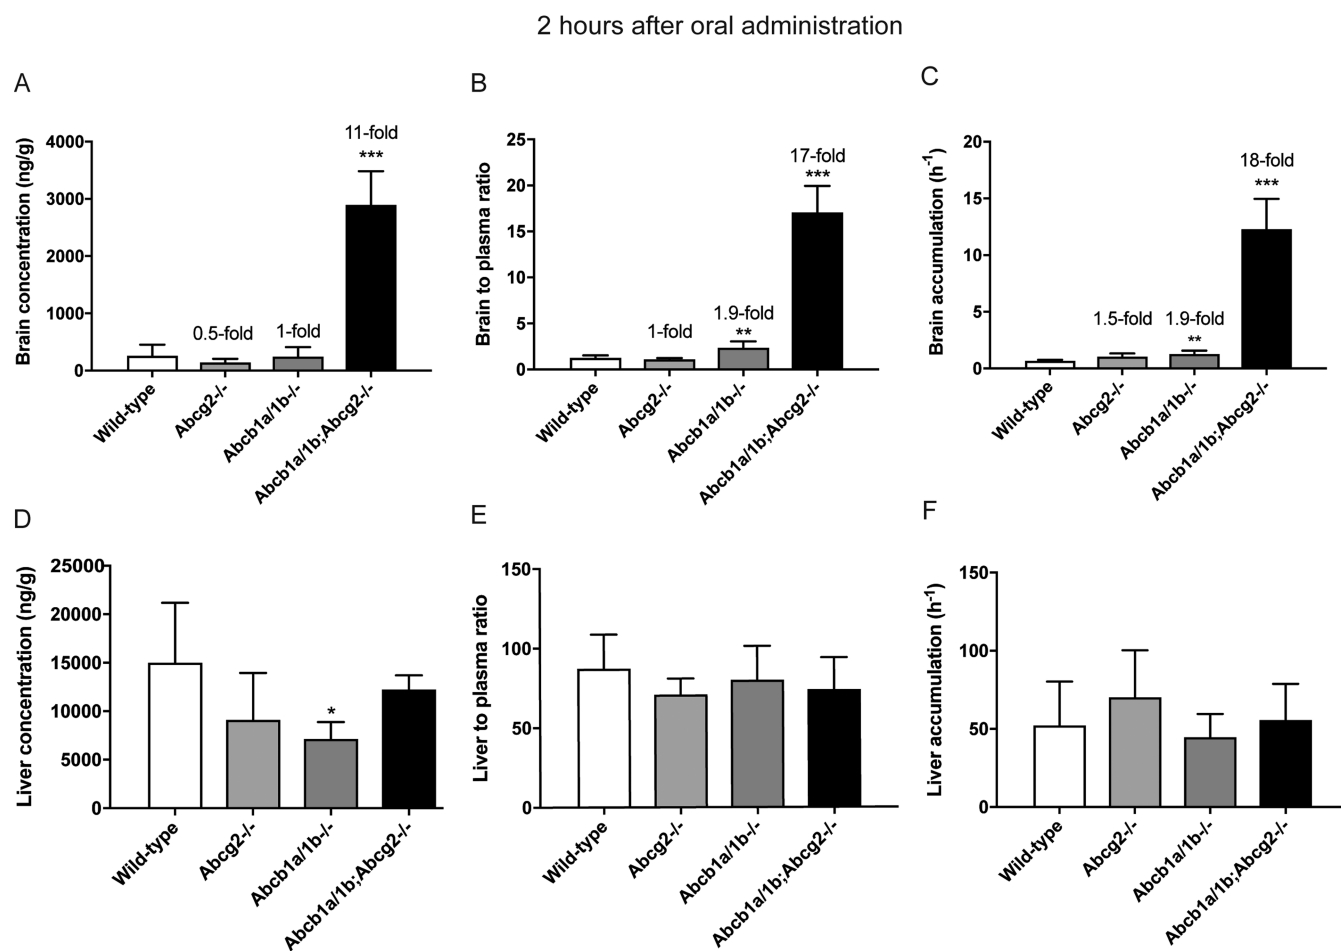 2 hours after oral administration
A
Brain concentration (ng/g)
4000
3000
2000
1000
0
0.5-fold
1-fold
11-fold
***
Wild-type
Abcg2-/-
Abcb1a/1b-/-
Abcb1a/1b;Abcg2-/-
B
Brain to plasma ratio
25
20
15
10
5
0
1-fold
1.9-fold
**
17-fold
***
Wild-type
Abcg2-/-
Abcb1a/1b-/-
Abcb1a/1b;Abcg2-/-
C
Brain accumulation (h-1)
20
15
10
5
0
1.5-fold
1.9-fold
**
18-fold
***
Wild-type
Abcg2-/-
Abcb1a/1b-/-
Abcb1a/1b;Abcg2-/-
D
Liver concentration (ng/g)
25000
20000
15000
10000
5000
0
*
Wild-type
Abcg2-/-
Abcb1a/1b-/-
Abcb1a/1b;Abcg2-/-
E
Liver to plasma ratio
150
100
50
0
Wild-type
Abcg2-/-
Abcb1a/1b-/-
Abcb1a/1b;Abcg2-/-
F
Liver accumulation (h-1)
150
100
50
0
Wild-type
Abcg2-/-
Abcb1a/1b-/-
Abcb1a/1b;Abcg2-/-